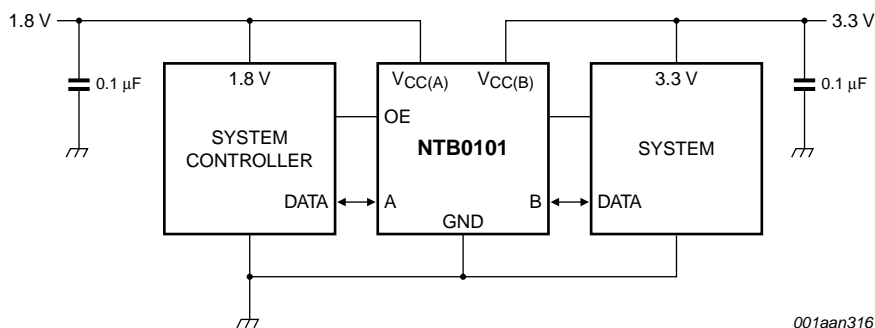 1.8 V
3.3 V
0.1 μF
1.8 V
VCC(A)
VCC(B)
3.3 V
0.1 μF
OE
SYSTEM
CONTROLLER
NTB0101
SYSTEM
DATA
A
B
DATA
GND
001aan316